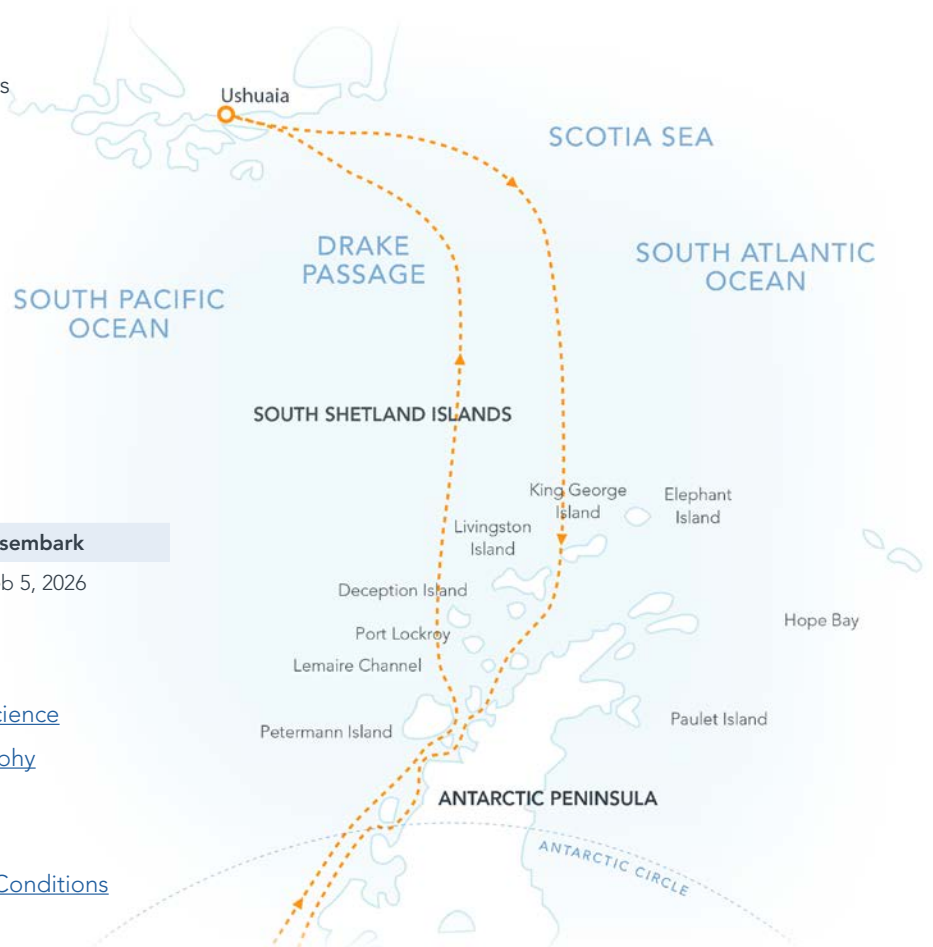 s
Ushuaia
SCOTIA SEA
DRAKE
PASSAGE
SOUTH ATLANTIC
OCEAN
SOUTH PACIFIC
OCEAN
SOUTH SHETLAND ISLANDS
King George
Island
Elephant
Island
Livingston
Island
sembark
b 5, 2026
Deception Island
Hope Bay
Port Lockroy
Lemaire Channel
cience
Paulet Island
Petermann Island
phy
ANTARCTIC PENINSULA
ANTARCTIC CIRCLE
Conditions